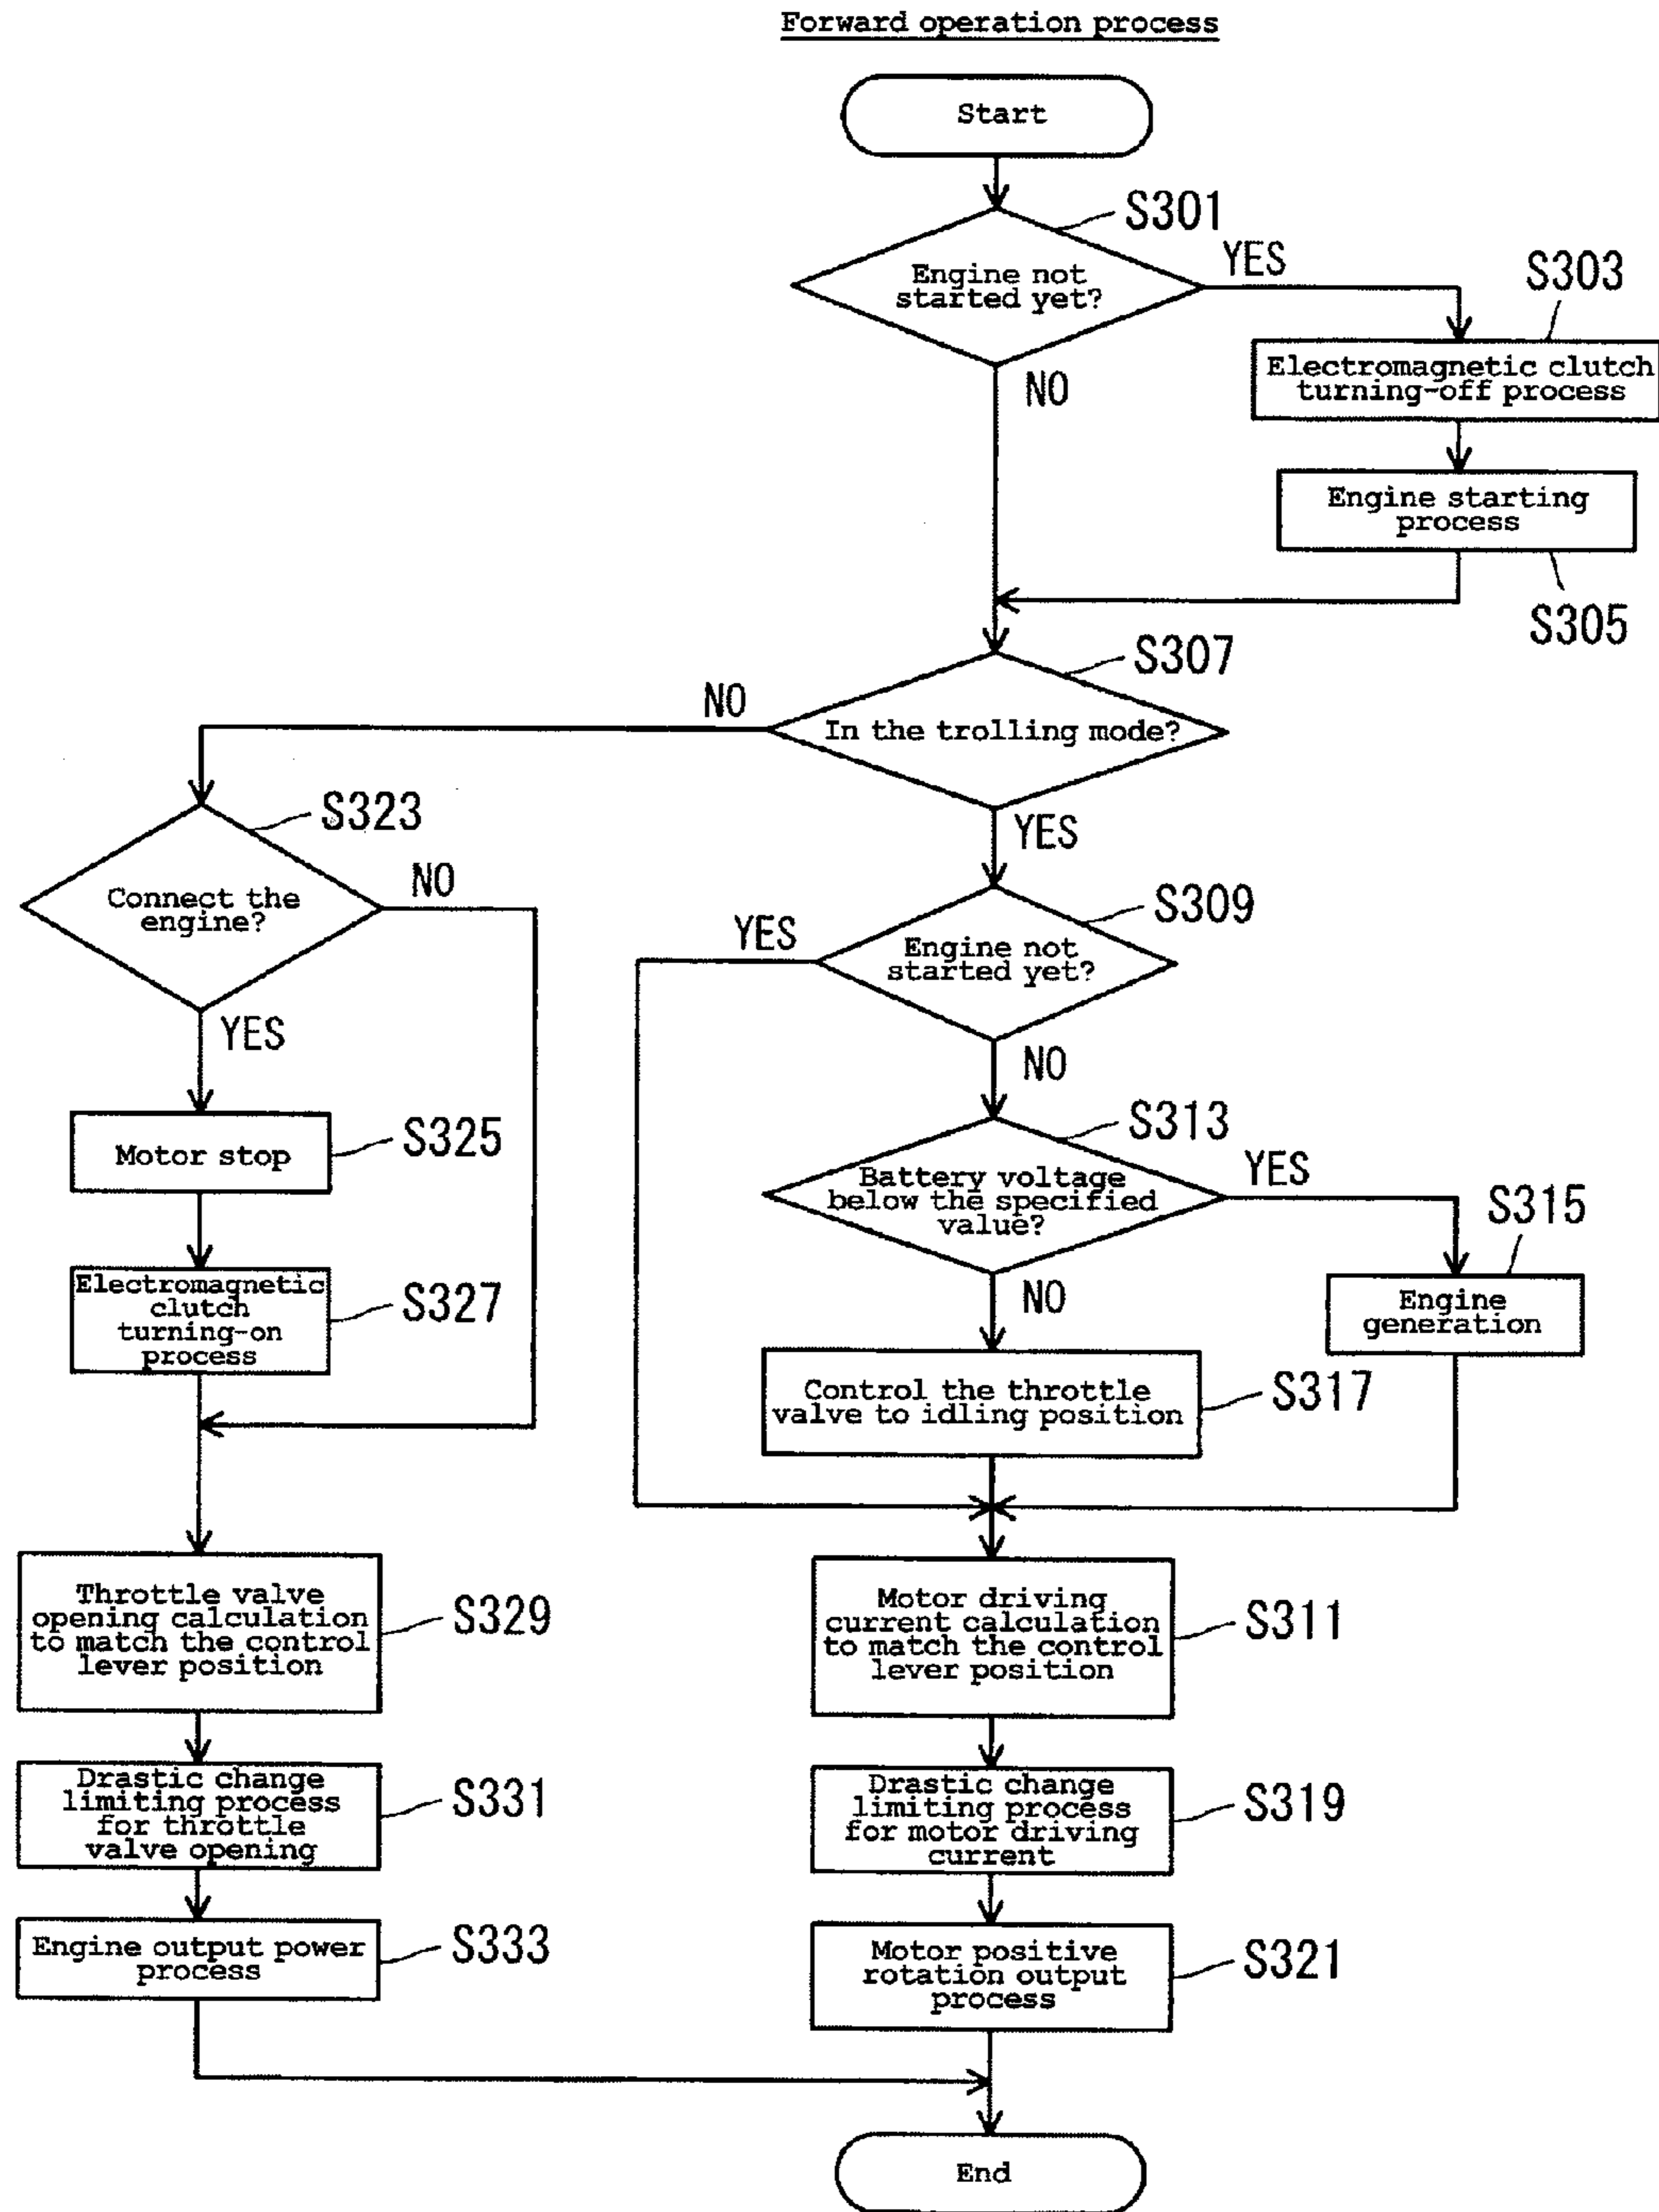 Forward operation process
Start
S301
Engine not
started yet?
YES
NO
S303
Electromagnetic clutch
turning-off process
Engine starting
process
S305
S307
In the trolling mode?
NO
YES
S323
Connect the
engine?
NO
YES
S309
Engine not
started yet?
YES
NO
S325
Motor stop
S313
Battery voltage
below the specified
value?
YES
NO
S315
Engine
generation
S327
Electromagnetic
clutch
turning-on
process
S317
Control the throttle
valve to idling position
Throttle valve
opening calculation
to match the control
lever position
S329
Motor driving
current calculation
to match the control
lever position
S311
Drastic change
limiting process
for throttle
valve opening
S331
Drastic change
limiting process
for motor driving
current
S319
Engine output power
process
S333
Motor positive
rotation output
process
S321
End